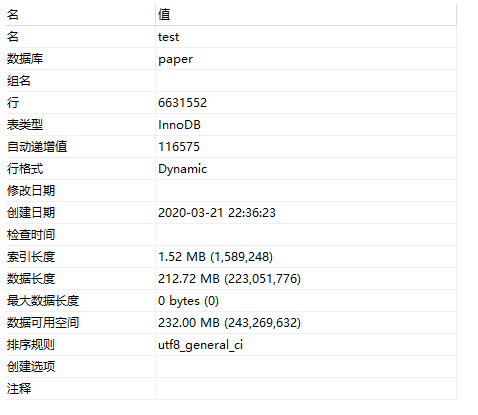 名 值
名 test
数据库 paper
组名
行 6631552
表类型 InnoDB
自动递增值 116575
行格式 Dynamic
修改日期
创建日期 2020-03-21 22:36:23
检查时间
索引长度 1.52 MB (1,589,248)
数据长度 212.72 MB (223,051,776)
最大数据长度 0 bytes (0)
数据可用空间 232.00 MB (243,269,632)
排序规则 utf8_general_ci
创建选项
注释